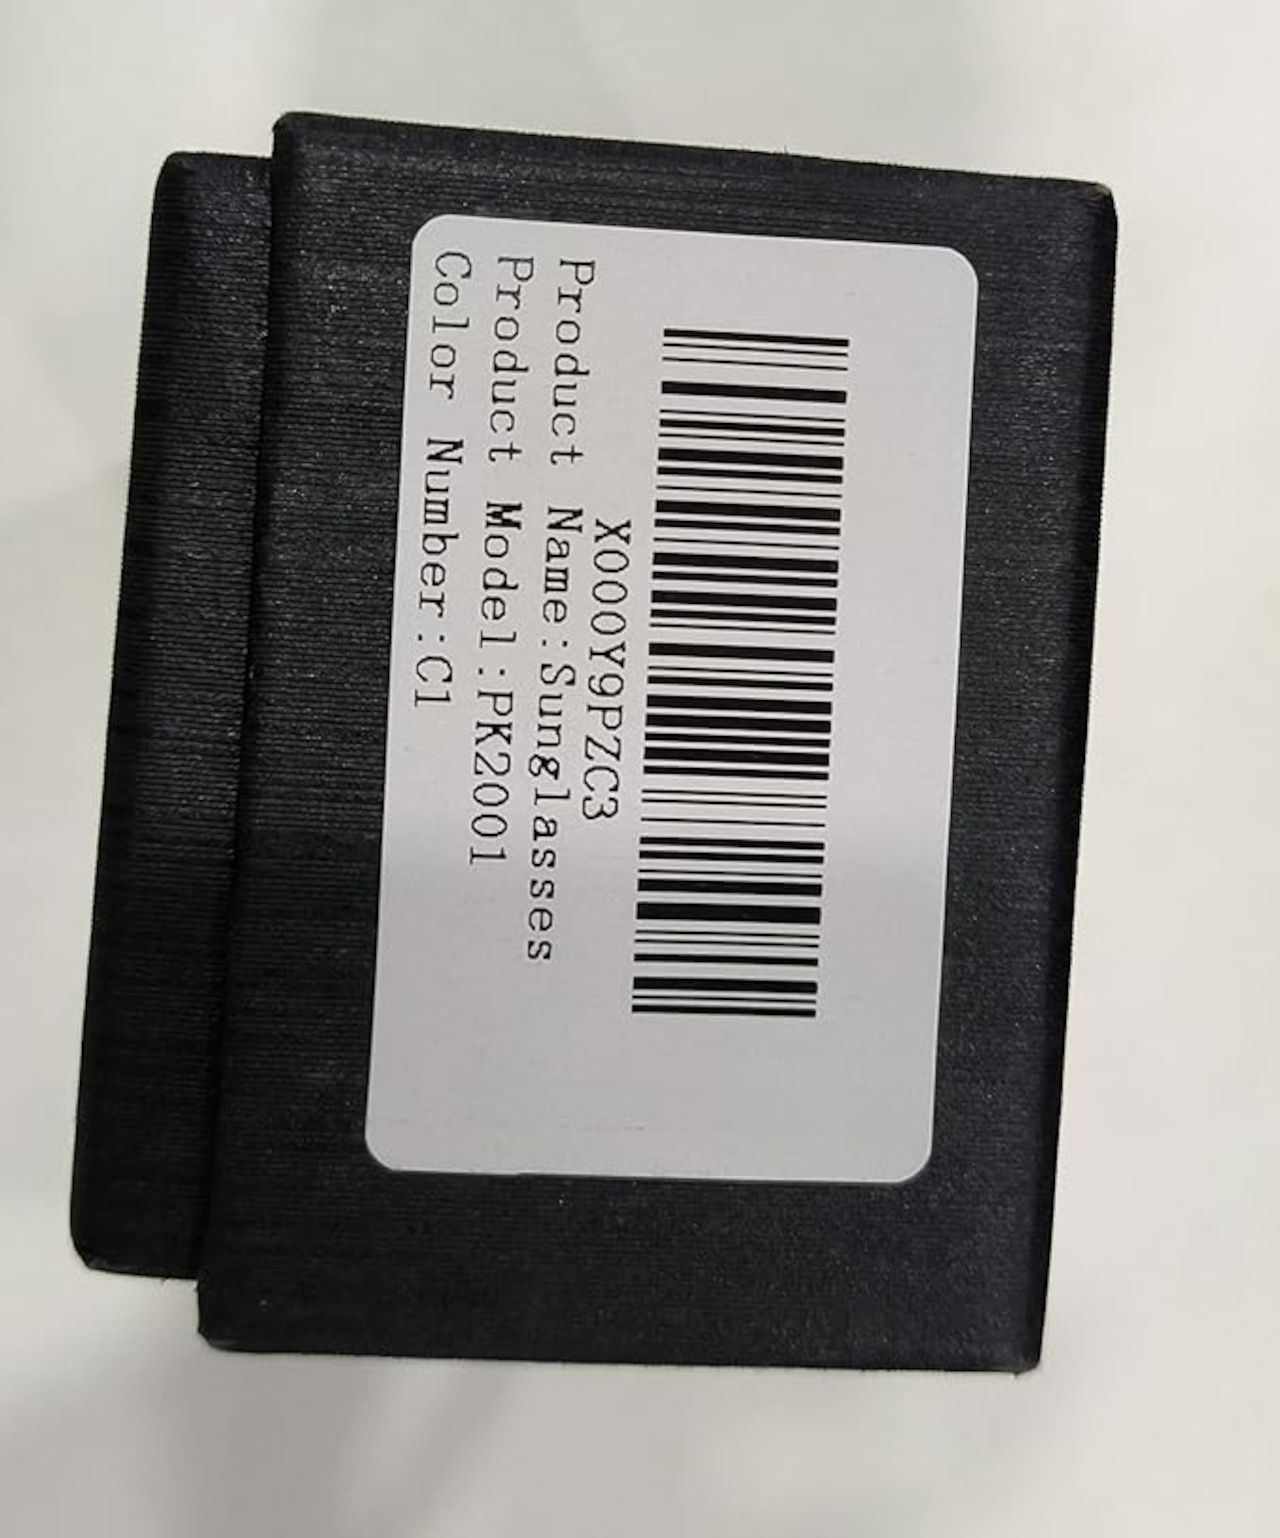 X000Y9PZC3
Product Name:Sunglasses
Product Model:PK2001
Color Number:C1